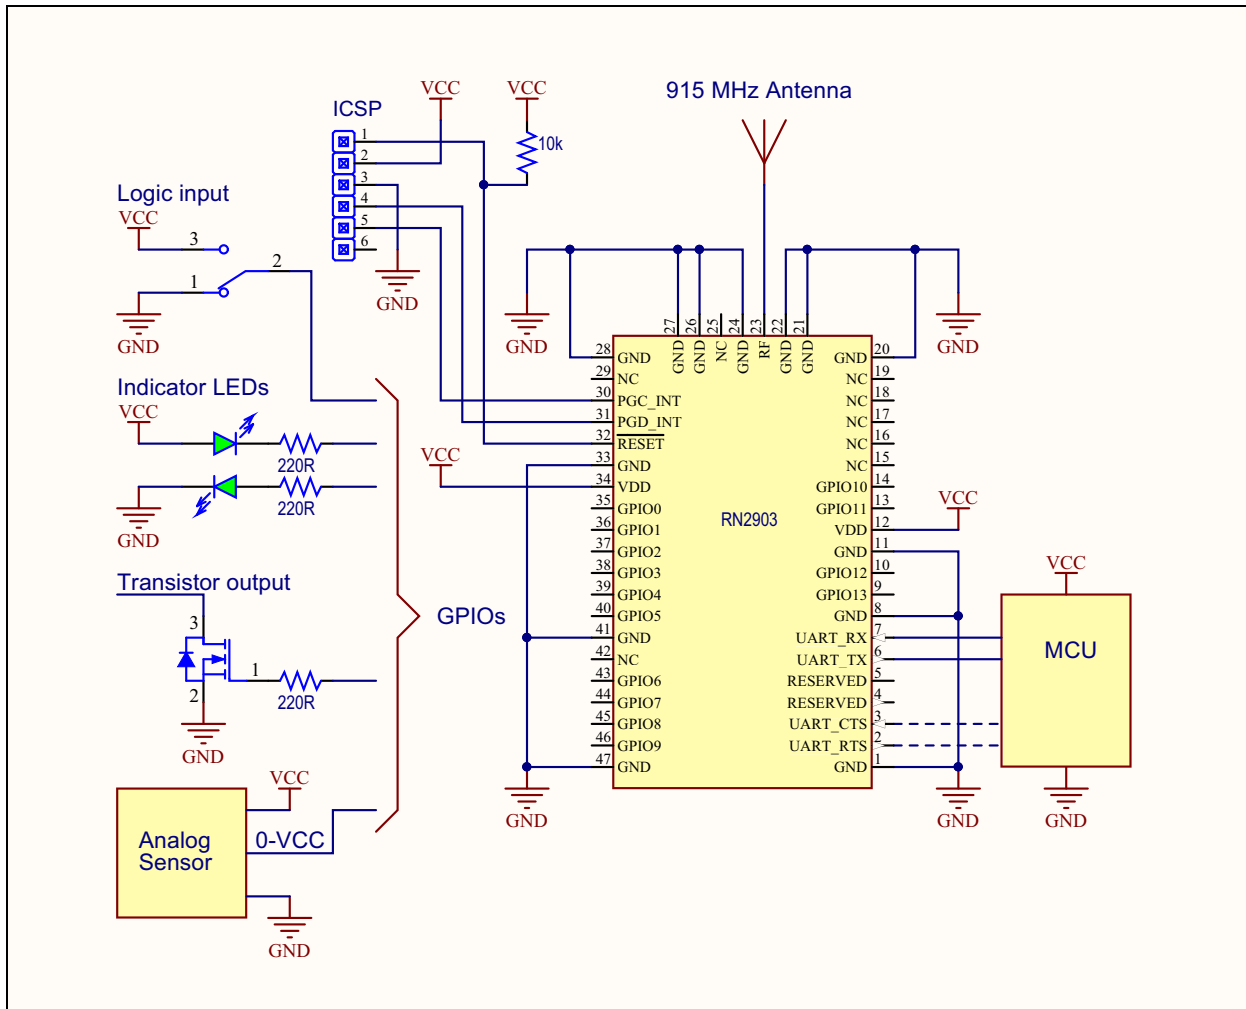 915 MHz Antenna
VCC
VCC
ICSP
1
2
3
4
5
6
10k
GND
Logic input
VCC
3
2
1
GND
Indicator LEDs
VCC
220R
220R
GND
Transistor output
3
1
2
220R
GND
VCC
Analog
Sensor
0-VCC
GND
GPIOs
GND
GND
VCC
27 GND
26 GND
25 NC
24 GND
23 RF
22 GND
21 GND
28 GND
29 NC
30 PGC_INT
31 PGD_INT
32 RESET
33 GND
34 VDD
35 GPIO0
36 GPIO1
37 GPIO2
38 GPIO3
39 GPIO4
40 GPIO5
41 GND
42 NC
43 GPIO6
44 GPIO7
45 GPIO8
46 GPIO9
47 GND
RN2903
GND 20
NC 19
NC 18
NC 17
NC 16
NC 15
GPIO10 14
GPIO11 13
VDD 12
GND 11
GPIO12 10
GPIO13 9
GND 8
UART_RX 7
UART_TX 6
RESERVED 5
RESERVED 4
UART_CTS 3
UART_RTS 2
GND 1
VCC
VCC
MCU
GND
GND
GND